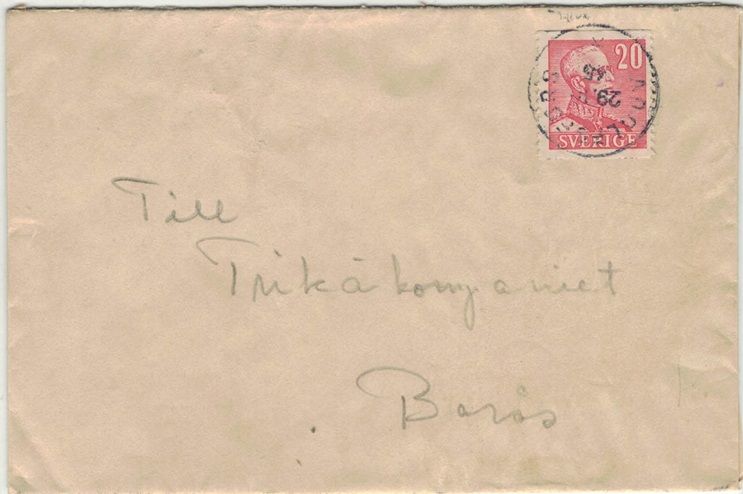 20
SVERIGE
Till
Trikåkompaniet
Borås